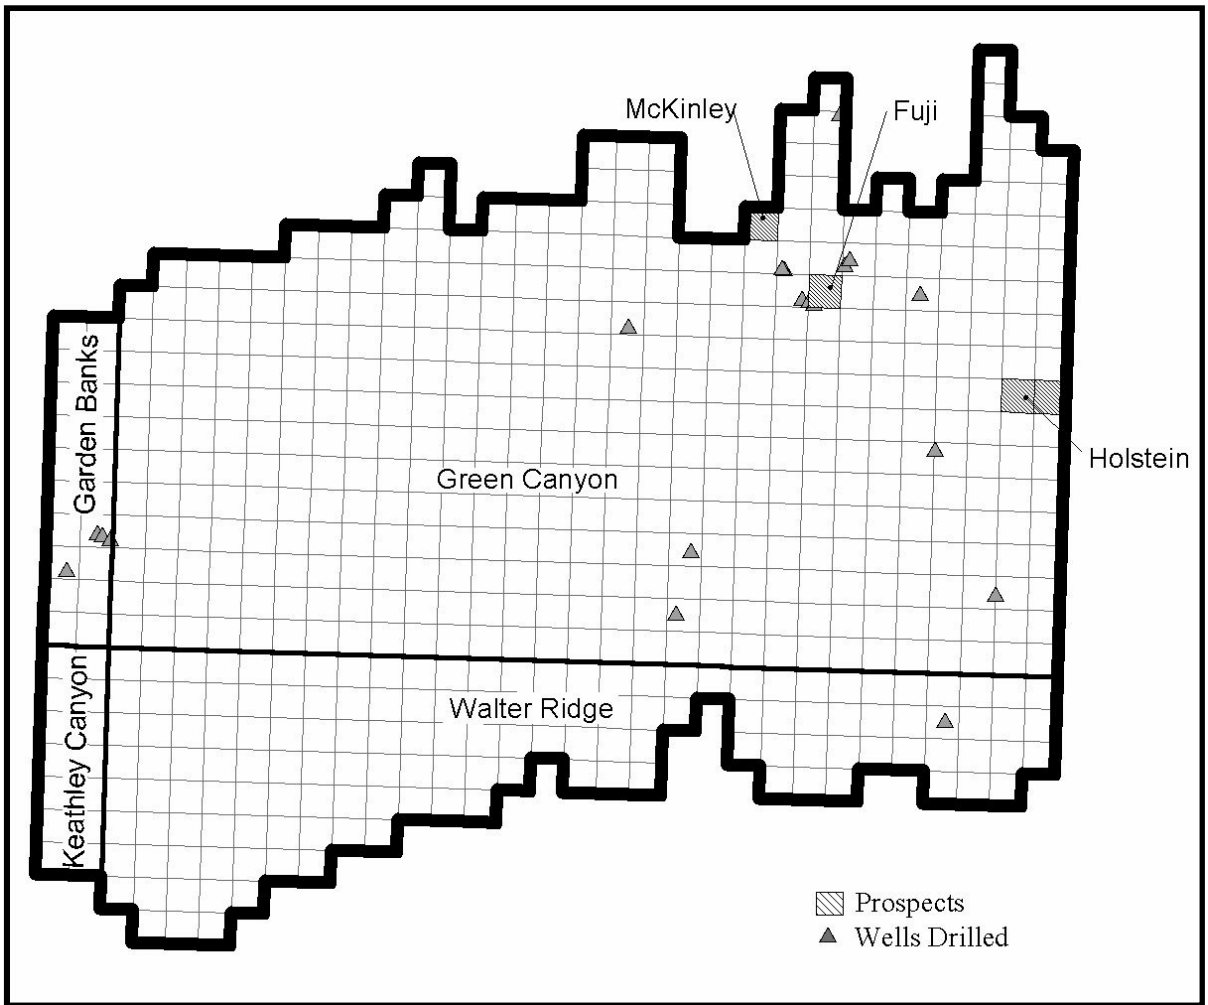 McKinley
Fuji
Garden Banks
Green Canyon
Holstein
Keathley Canyon
Walter Ridge
Prospects
Wells Drilled